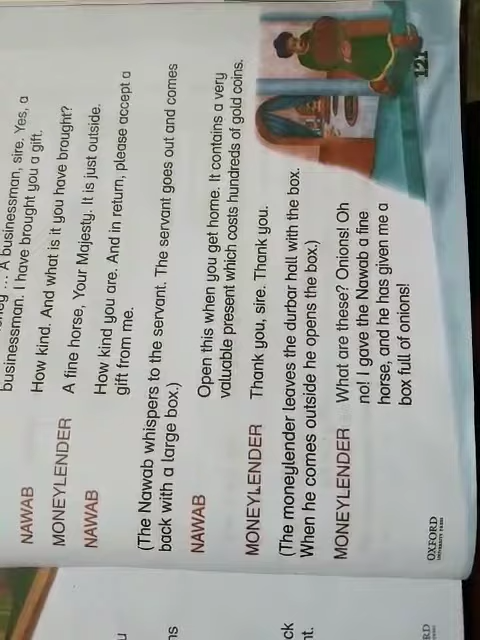 ... A businessman, sire. Yes, a
businessman. I have brought you a gift.
NAWAB How kind. And what is it you have brought?
MONEYLENDER A fine horse, Your Majesty. It is just outside.
NAWAB How kind you are. And in return, please accept a
gift from me.
(The Nawab whispers to the servant. The servant goes out and comes
back with a large box.)
NAWAB Open this when you get home. It contains a very
valuable present which costs hundreds of gold coins.
MONEYLENDER Thank you, sire. Thank you.
(The moneylender leaves the durbar hall with the box.
When he comes outside he opens the box.)
MONEYLENDER What are these? Onions! Oh
no! I gave the Nawab a fine
horse, and he has given me a
box full of onions!
OXFORD
UNIVERSITY PRESS
121
u
ns
ck
nt.
RD